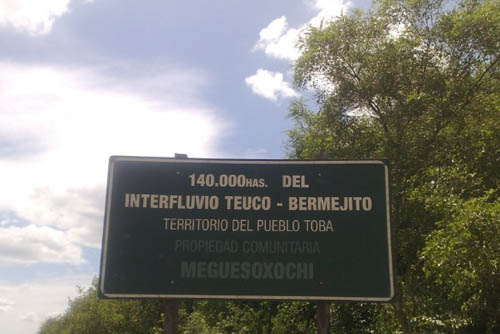 140.000HAS. DEL
INTERFLUVIO TEUCO - BERMEJITO
TERRITORIO DEL PUEBLO TOBA
PROPIEDAD COMUNITARIA
MEGUESOXOCHI